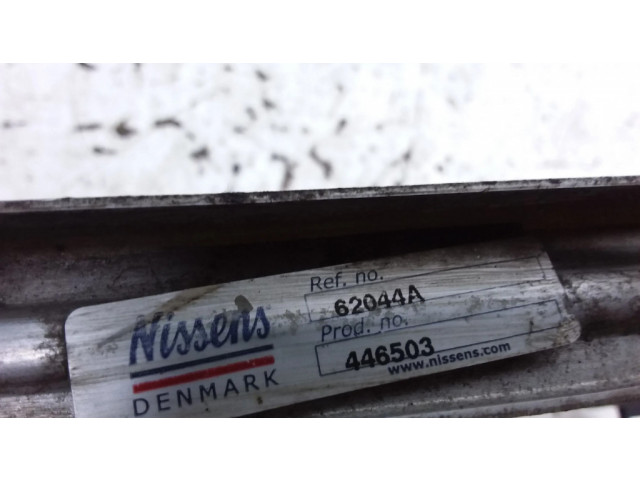 Nissens
DENMARK
Ref. no.
62044A
Prod. no.
446503
www.nissens.com